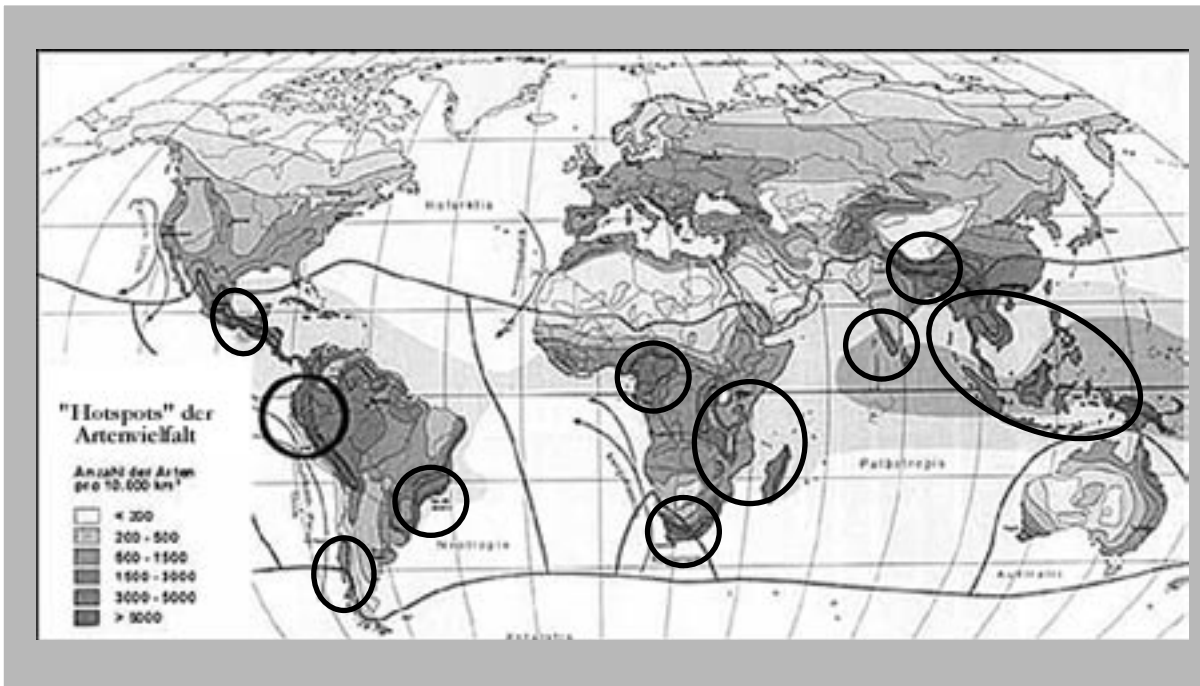 Holarktis
"Hotspots" der
Artenvielfalt
Anzahl der Arten
pro 10.000 km²
< 200
200 - 500
500 - 1500
1500 - 3000
3000 - 5000
> 5000
Paläotropis
Neotropis
Australis
Antarktis